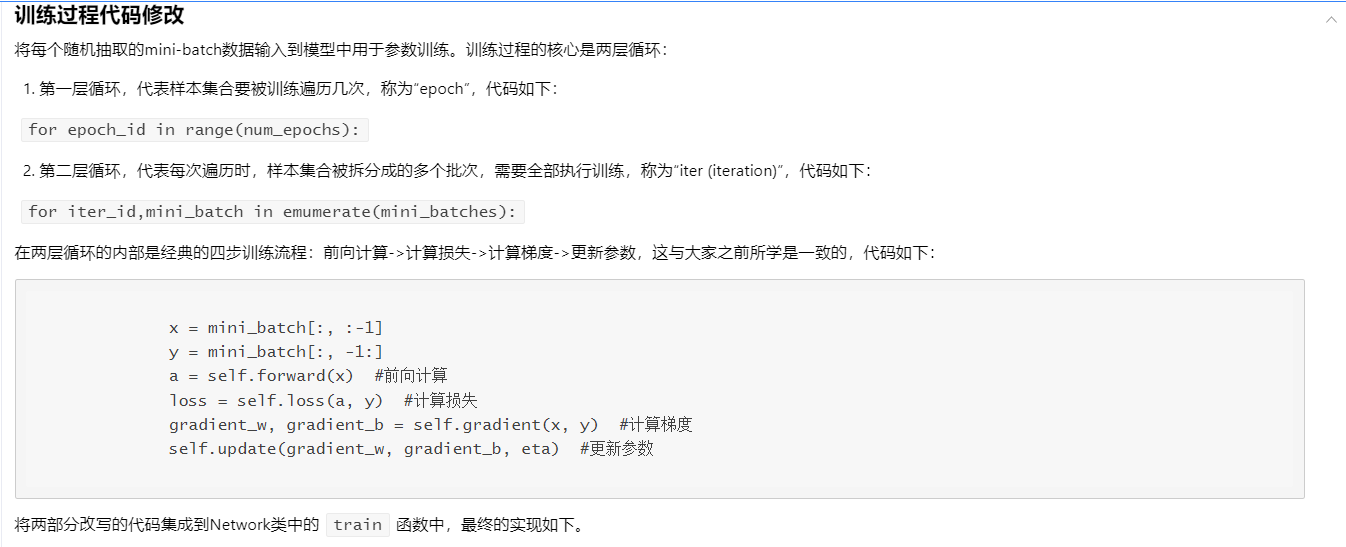 训练过程代码修改
将每个随机抽取的mini-batch数据输入到模型中用于参数训练。训练过程的核心是两层循环：
1. 第一层循环，代表样本集合要被训练遍历几次，称为“epoch”，代码如下：
for epoch_id in range(num_epochs):
2. 第二层循环，代表每次遍历时，样本集合被拆分成的多个批次，需要全部执行训练，称为“iter (iteration)”，代码如下：
for iter_id,mini_batch in emumerate(mini_batches):
在两层循环的内部是经典的四步训练流程：前向计算->计算损失->计算梯度->更新参数，这与大家之前所学是一致的，代码如下：
x = mini_batch[:, :-1]
y = mini_batch[:, -1:]
a = self.forward(x)  #前向计算
loss = self.loss(a, y)  #计算损失
gradient_w, gradient_b = self.gradient(x, y)  #计算梯度
self.update(gradient_w, gradient_b, eta)  #更新参数
将两部分改写的代码集成到Network类中的 train 函数中，最终的实现如下。